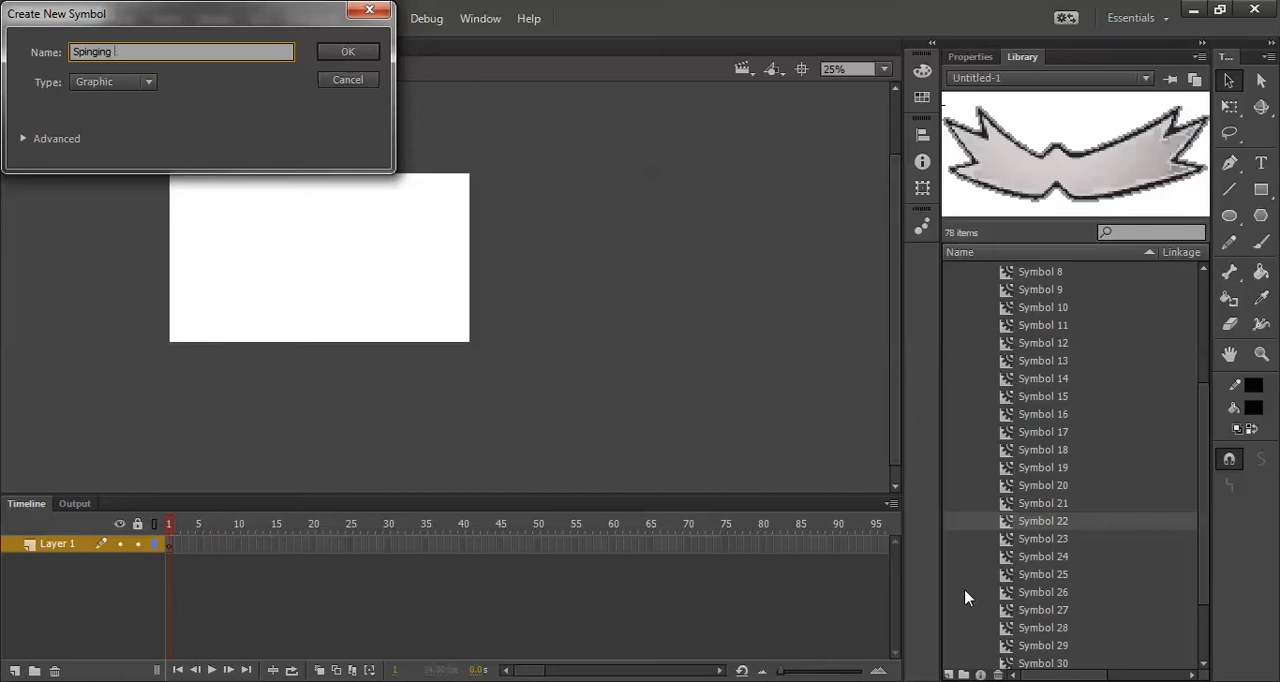 Create New Symbol
Debug Window Help
Essentials
Name: Spinging
OK
Type: Graphic
Cancel
Advanced
25%
Properties Library T...
Untitled-1
78 items
Name Linkage
Symbol 8
Symbol 9
Symbol 10
Symbol 11
Symbol 12
Symbol 13
Symbol 14
Symbol 15
Symbol 16
Symbol 17
Symbol 18
Symbol 19
Symbol 20
Symbol 21
Symbol 22
Symbol 23
Symbol 24
Symbol 25
Symbol 26
Symbol 27
Symbol 28
Symbol 29
Symbol 30
Timeline Output
1 5 10 15 20 25 30 35 40 45 50 55 60 65 70 75 80 85 90 95
Layer 1
1 24.00 fps 0.0 s